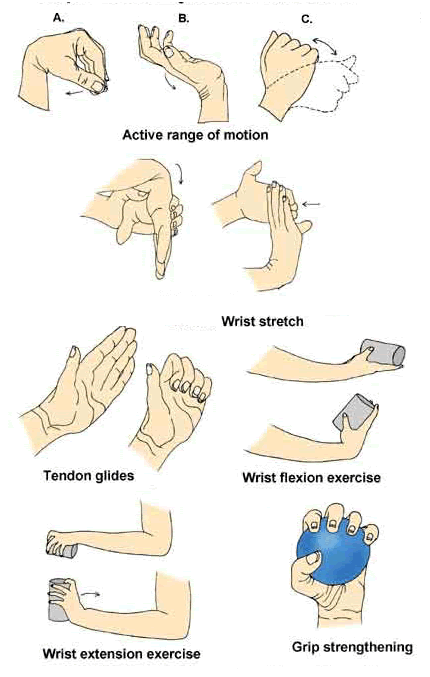 A. B. C.
Active range of motion
Wrist stretch
Tendon glides
Wrist flexion exercise
Wrist extension exercise
Grip strengthening